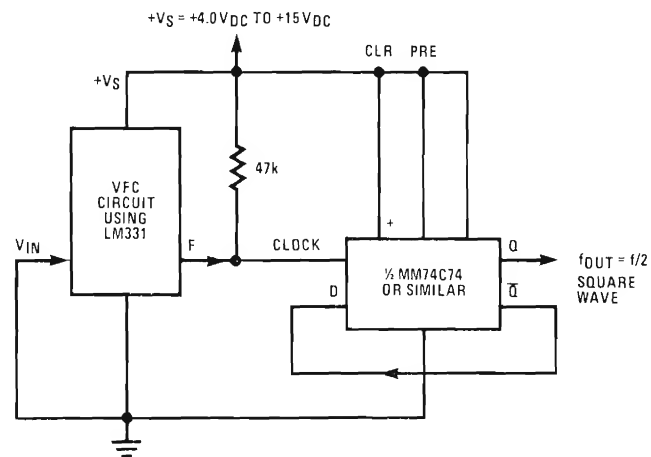 +VS = +4.0VDC TO +15VDC
CLR PRE
+VS
47k
VFC
CIRCUIT
USING
LM331
VIN
F
CLOCK
+
½ MM74C74
OR SIMILAR
D
Q
Q̅
fOUT = f/2
SQUARE
WAVE